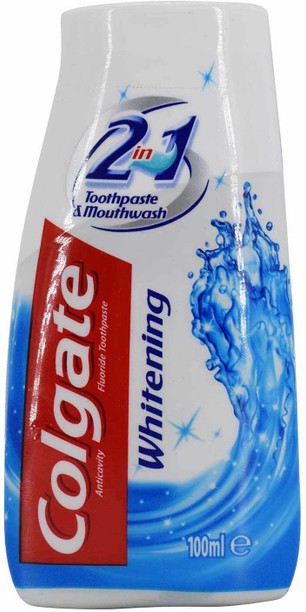 2in1
Toothpaste
& Mouthwash
Colgate
Anticavity Fluoride Toothpaste
Whitening
100ml e